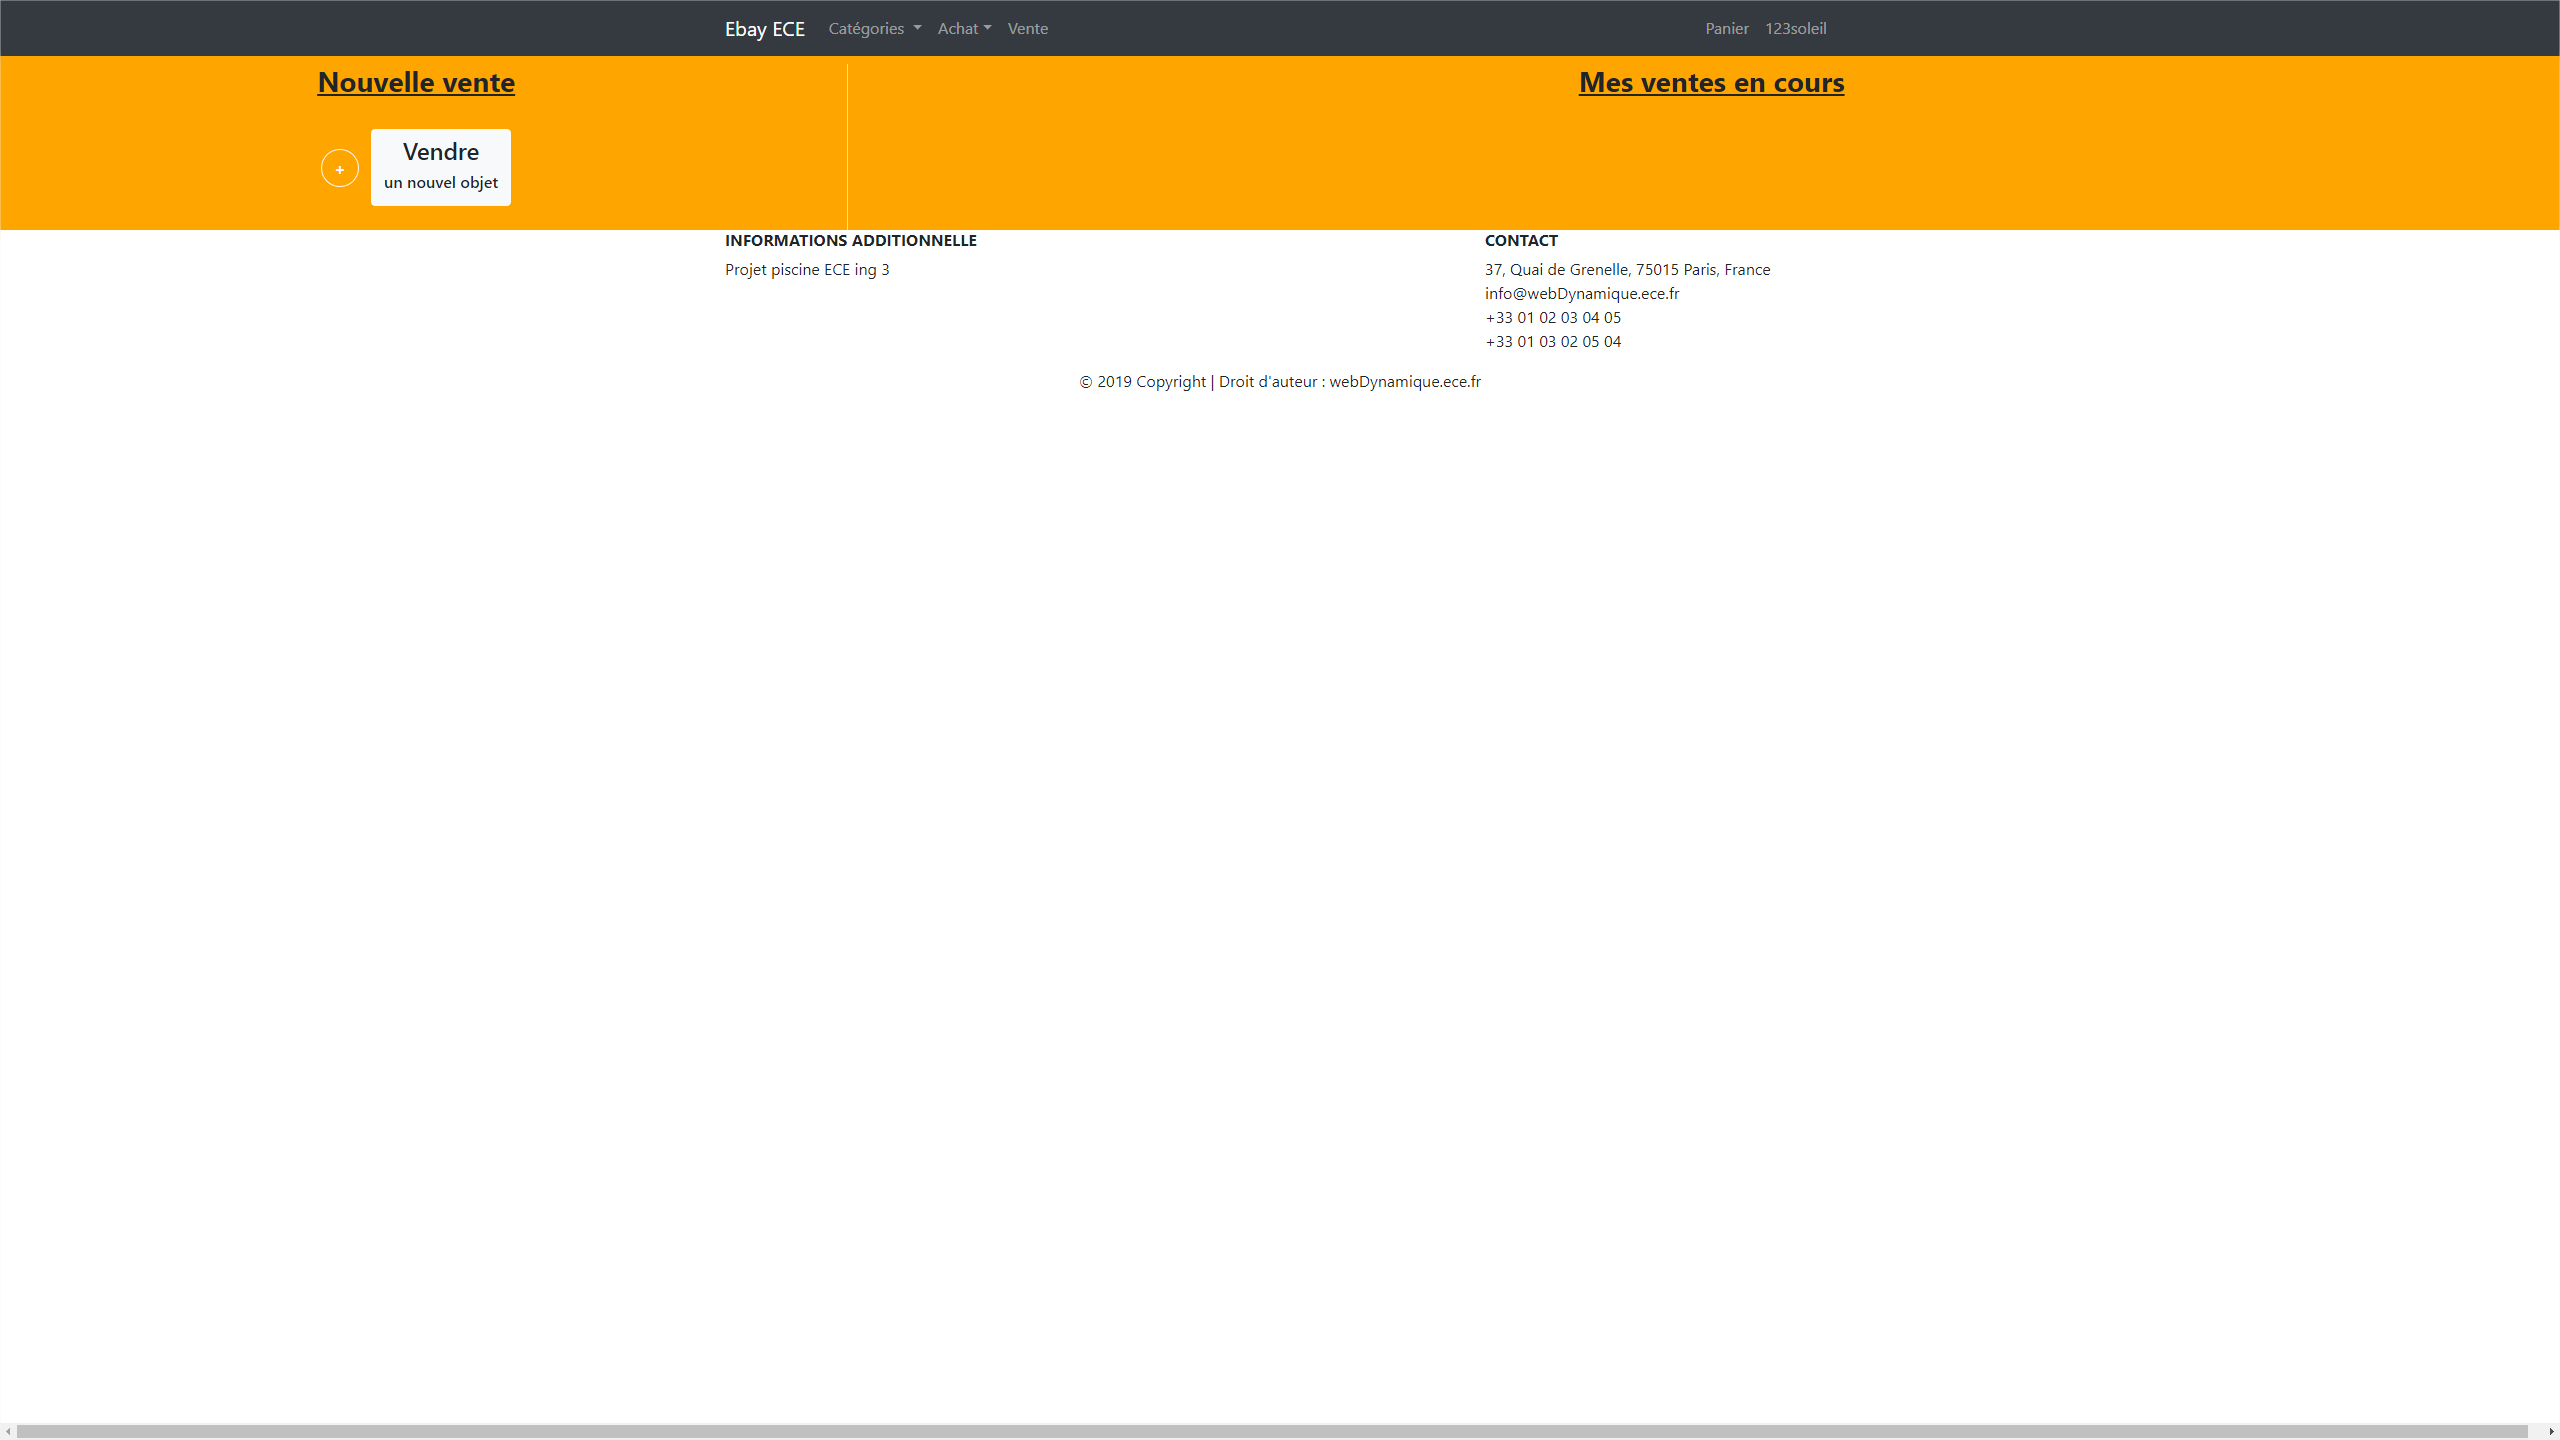 Ebay ECE Catégories Achat Vente Panier 123soleil
Nouvelle vente
+
Vendre
un nouvel objet
Mes ventes en cours
INFORMATIONS ADDITIONNELLE
Projet piscine ECE ing 3
CONTACT
37, Quai de Grenelle, 75015 Paris, France
info@webDynamique.ece.fr
+33 01 02 03 04 05
+33 01 03 02 05 04
© 2019 Copyright | Droit d'auteur : webDynamique.ece.fr